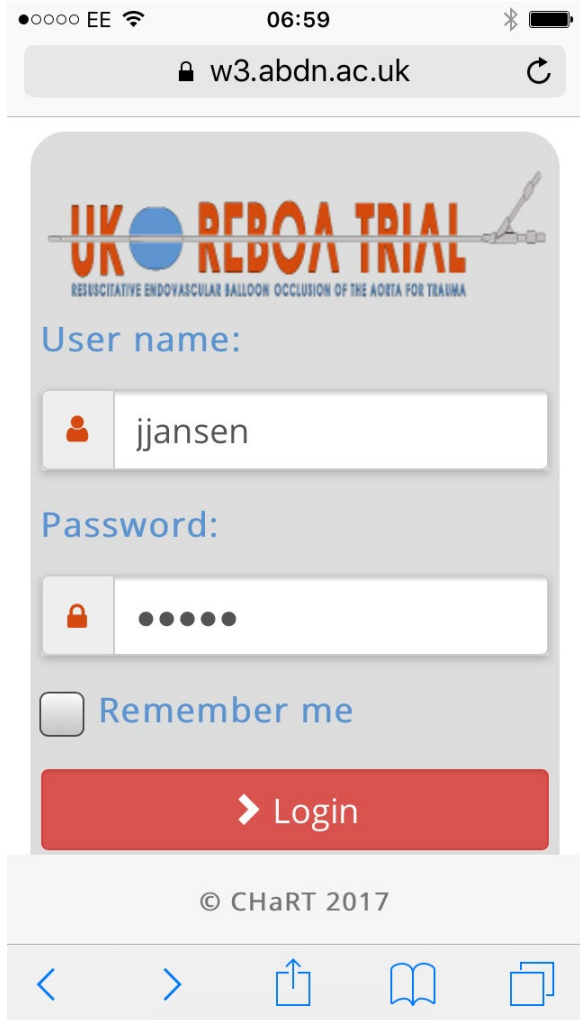 EE 06:59
w3.abdn.ac.uk
UK REBOA TRIAL
RESUSCITATIVE ENDOVASCULAR BALLOON OCCLUSION OF THE AORTA FOR TRAUMA
User name:
jjansen
Password:
•••••
Remember me
Login
© CHaRT 2017